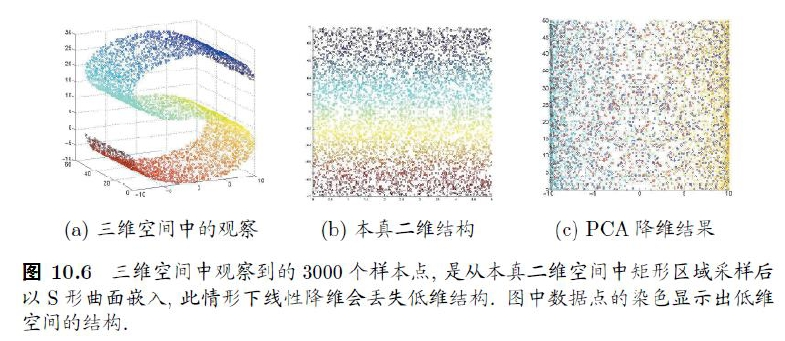 (a) 三维空间中的观察
(b) 本真二维结构
(c) PCA 降维结果
图 10.6 三维空间中观察到的 3000 个样本点, 是从本真二维空间中矩形区域采样后
以 S 形曲面嵌入, 此情形下线性降维会丢失低维结构. 图中数据点的染色显示出低维
空间的结构.